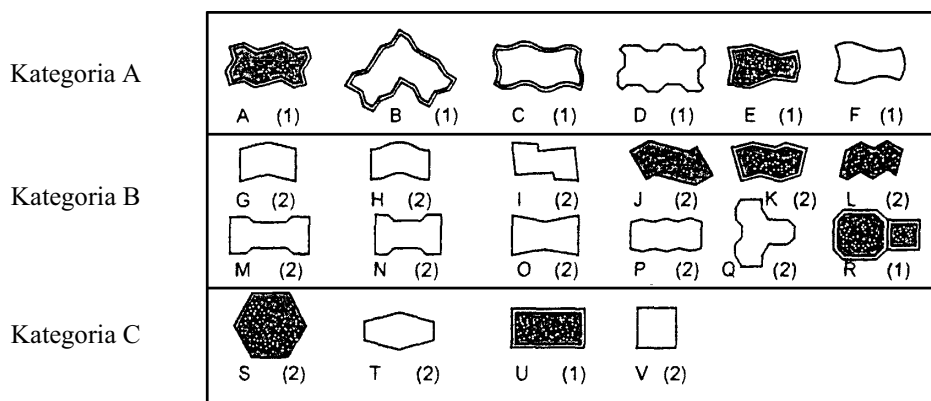 Kategoria A
A (1) B (1) C (1) D (1) E (1) F (1)
Kategoria B
G (2) H (2) I (2) J (2) K (2) L (2)
M (2) N (2) O (2) P (2) Q (2) R (1)
Kategoria C
S (2) T (2) U (1) V (2)